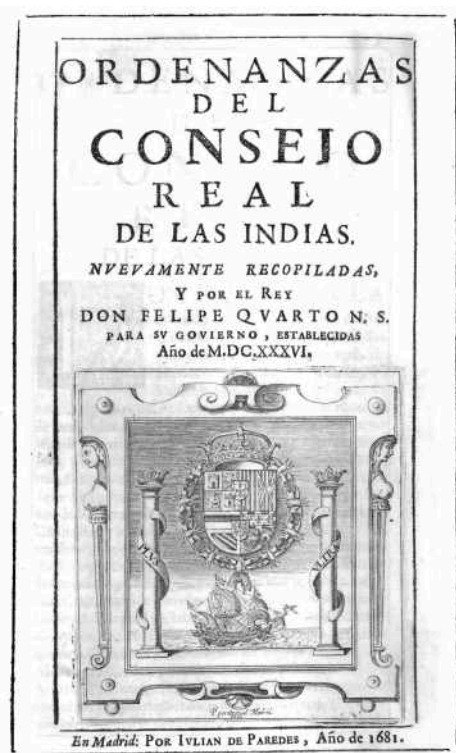 ORDENANZAS
DEL
CONSEJO
REAL
DE LAS INDIAS.
NVEVAMENTE RECOPILADAS,
Y POR EL REY
DON FELIPE QVARTO N. S.
PARA SV GOVIERNO, ESTABLECIDAS
Año de M.DC.XXXVI.
PLVS
VLTRA
En Madrid: POR IVLIAN DE PAREDES, Año de 1681.